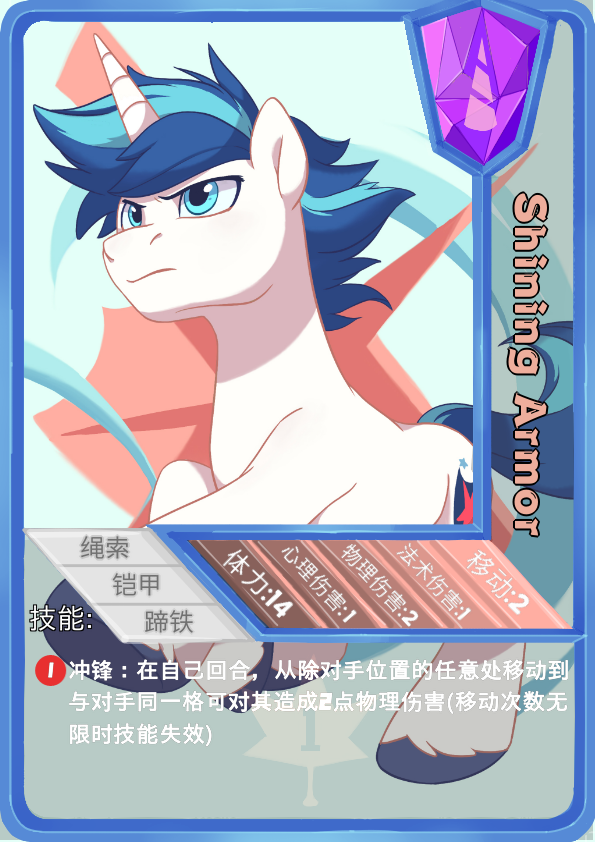 Shining Armor
绳索
铠甲
蹄铁
体力:14
心理伤害:1
物理伤害:2
法术伤害:1
移动:2
技能:
1 冲锋：在自己回合，从除对手位置的任意处移动到
与对手同一格可对其造成2点物理伤害(移动次数无
限时技能失效)
1